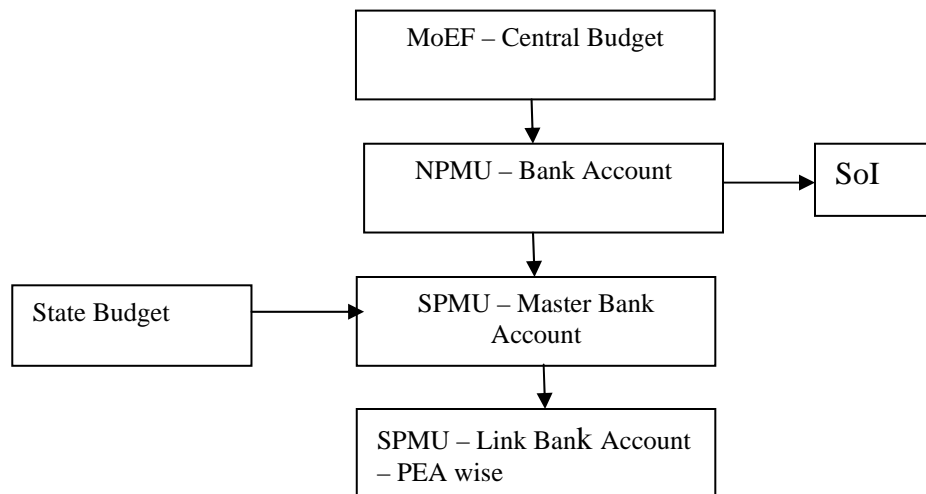 MoEF – Central Budget
NPMU – Bank Account
SoI
State Budget
SPMU – Master Bank
Account
SPMU – Link Bank Account
– PEA wise